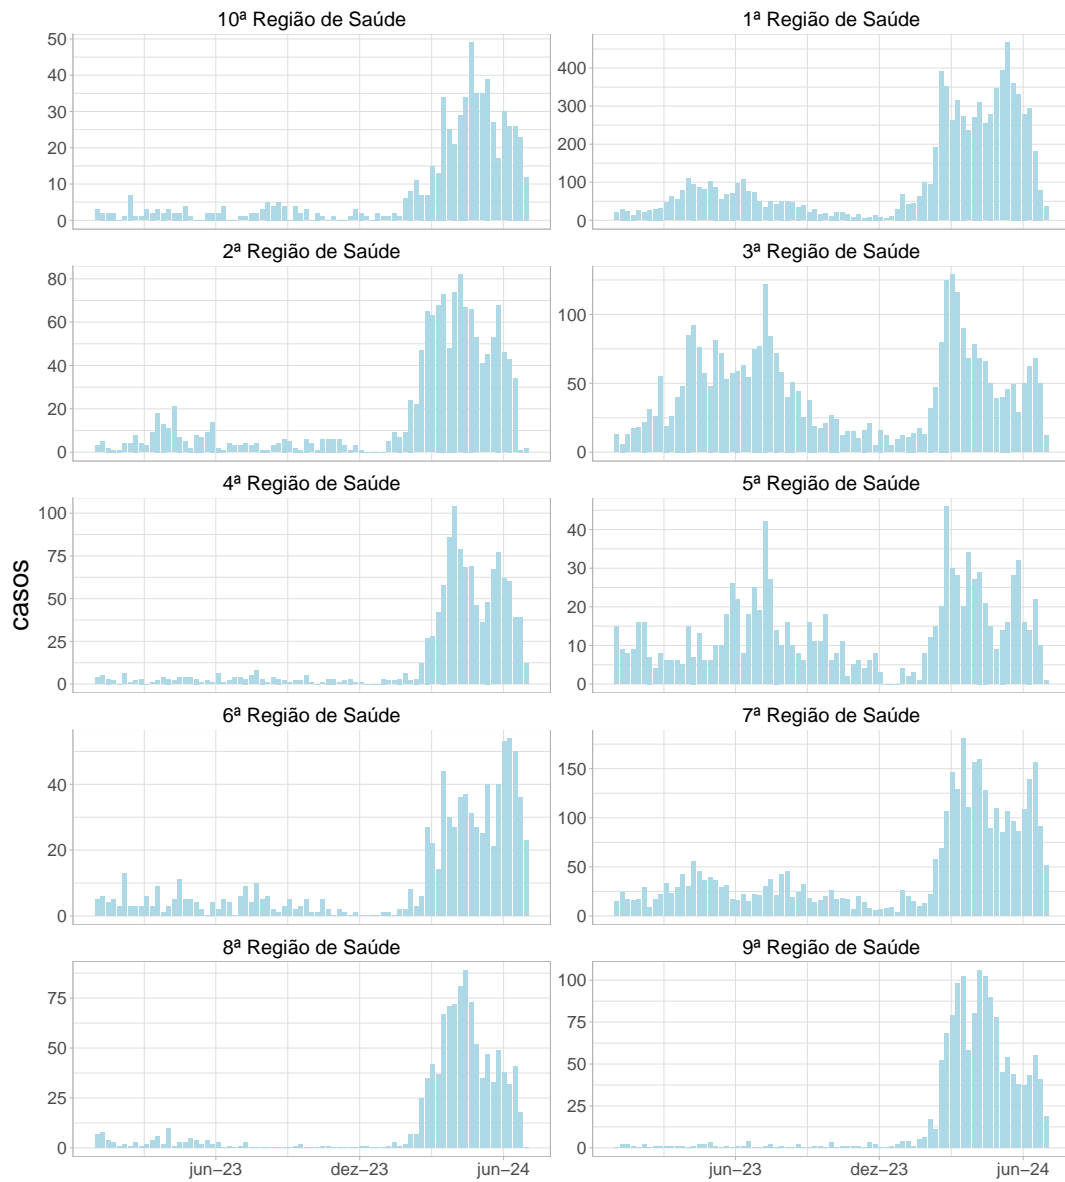 10ª Região de Saúde
1ª Região de Saúde
50
40
30
20
10
0
400
300
200
100
0
2ª Região de Saúde
3ª Região de Saúde
80
60
40
20
0
100
50
0
4ª Região de Saúde
5ª Região de Saúde
100
75
50
25
0
40
30
20
10
0
casos
6ª Região de Saúde
7ª Região de Saúde
40
20
0
150
100
50
0
8ª Região de Saúde
9ª Região de Saúde
75
50
25
0
100
75
50
25
0
jun–23
dez–23
jun–24
jun–23
dez–23
jun–24